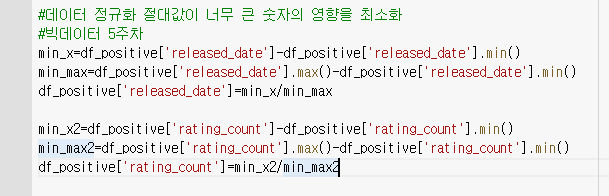 #데이터 정규화 절대값이 너무 큰 숫자의 영향을 최소화
#빅데이터 5주차
min_x=df_positive['released_date']-df_positive['released_date'].min()
min_max=df_positive['released_date'].max()-df_positive['released_date'].min()
df_positive['released_date']=min_x/min_max
min_x2=df_positive['rating_count']-df_positive['rating_count'].min()
min_max2=df_positive['rating_count'].max()-df_positive['rating_count'].min()
df_positive['rating_count']=min_x2/min_max2